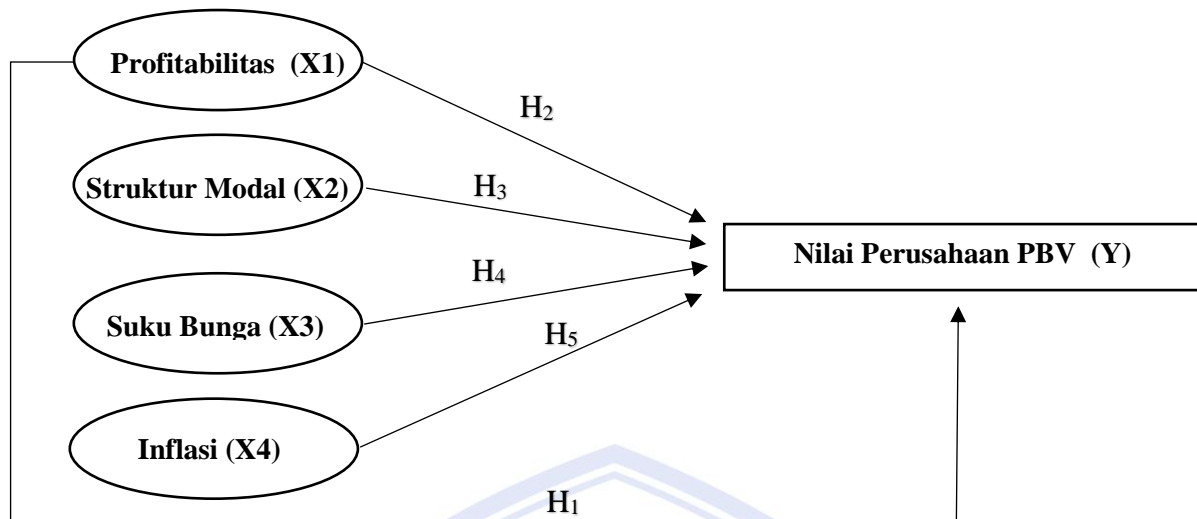 Profitabilitas (X1)
H2
Struktur Modal (X2)
H3
Nilai Perusahaan PBV (Y)
H4
Suku Bunga (X3)
H5
Inflasi (X4)
H1